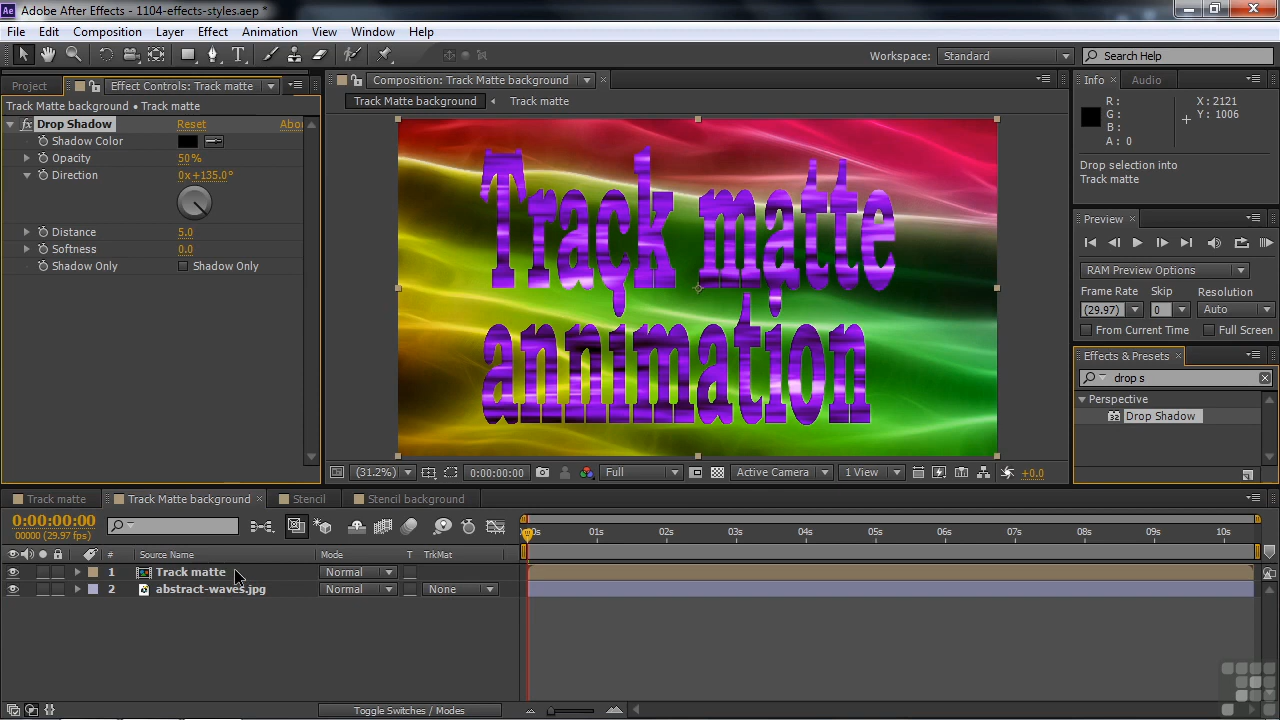 Ae Adobe After Effects - 1104-effects-styles.aep *
File Edit Composition Layer Effect Animation View Window Help
Workspace: Standard Search Help
Project Effect Controls: Track matte
Track Matte background • Track matte
fx Drop Shadow Reset Abo
Shadow Color
Opacity 50%
Direction 0x+135.0°
Distance 5.0
Softness 0.0
Shadow Only Shadow Only
Composition: Track Matte background
Track Matte background Track matte
Track matte
annimation
(31.2%) 0:00:00:00 Full Active Camera 1 View +0.0
Info Audio
R :
G :
B :
A : 0
X : 2121
Y : 1006
Drop selection into
Track matte
Preview
RAM Preview Options
Frame Rate Skip Resolution
(29.97) 0 Auto
From Current Time Full Screen
Effects & Presets
drop s
Perspective
32 Drop Shadow
Track matte Track Matte background Stencil Stencil background
0:00:00:00
00000 (29.97 fps)
:00s 01s 02s 03s 04s 05s 06s 07s 08s 09s 10s
# Source Name Mode T TrkMat
1 Track matte Normal
2 abstract-waves.jpg Normal None
Toggle Switches / Modes